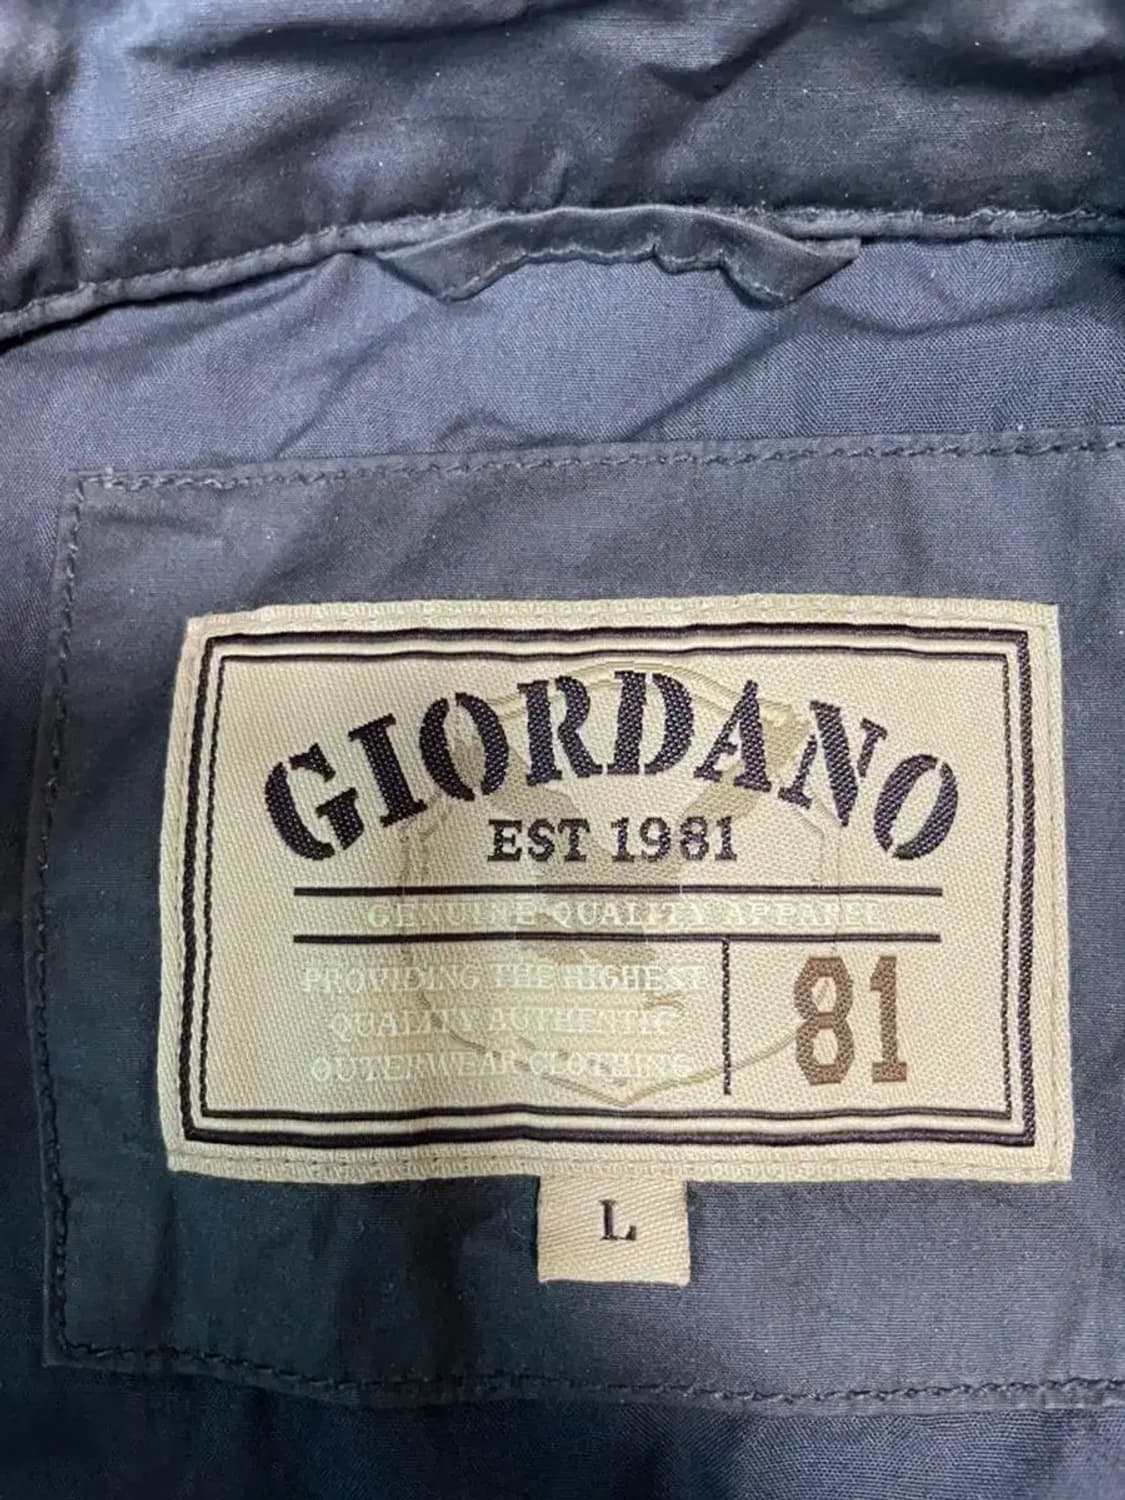 GIORDANO
EST 1981
GENUINE QUALITY APPAREL
PROVIDING THE HIGHEST
QUALITY AUTHENTIC
OUTERWEAR CLOTHING
81
L